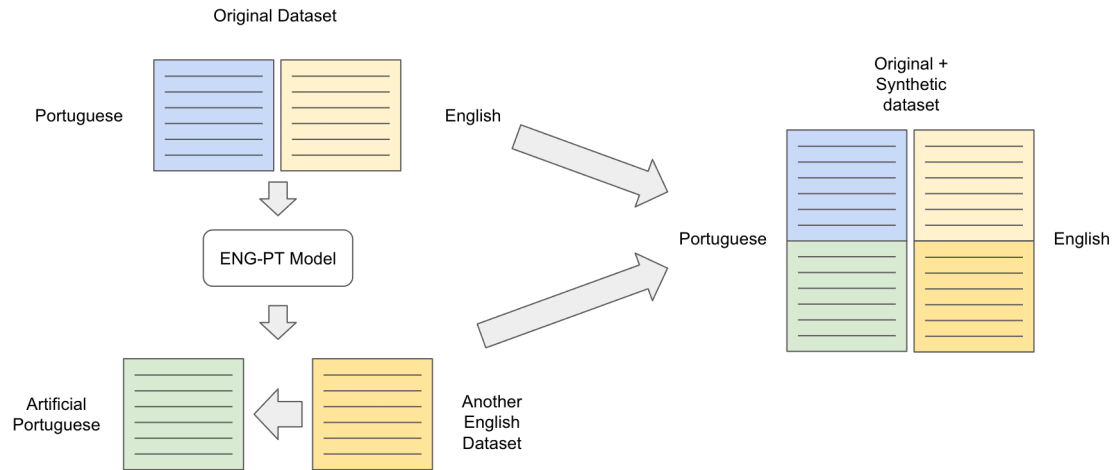 Original Dataset
Portuguese
English
ENG-PT Model
Artificial
Portuguese
Another
English
Dataset
Original +
Synthetic
dataset
Portuguese
English